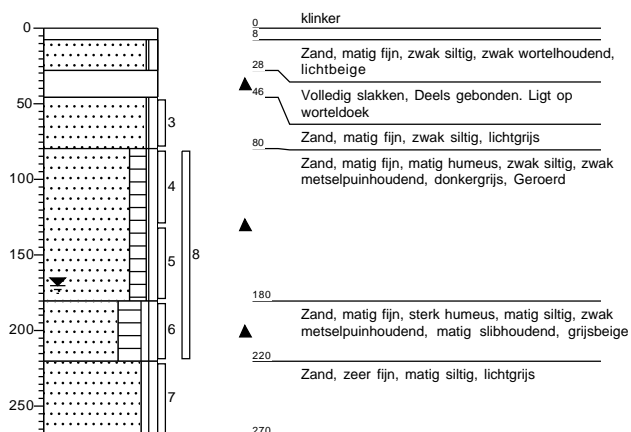 0
50
100
150
200
250
3
4
5
6
7
8
0
8
28
46
80
180
220
270
klinker
Zand, matig fijn, zwak siltig, zwak wortelhoudend,
lichtbeige
Volledig slakken, Deels gebonden. Ligt op
worteldoek
Zand, matig fijn, zwak siltig, lichtgrijs
Zand, matig fijn, matig humeus, zwak siltig, zwak
metselpuinhoudend, donkergrijs, Geroerd
Zand, matig fijn, sterk humeus, matig siltig, zwak
metselpuinhoudend, matig slibhoudend, grijsbeige
Zand, zeer fijn, matig siltig, lichtgrijs